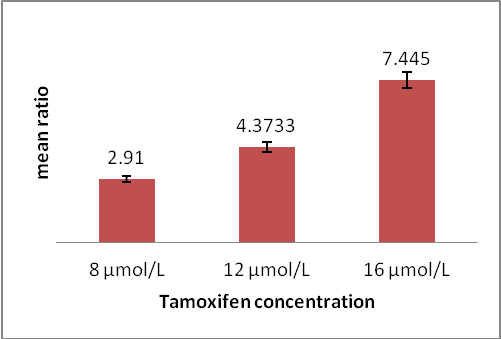 7.445
4.3733
2.91
mean ratio
8 µmol/L 12 µmol/L 16 µmol/L
Tamoxifen concentration